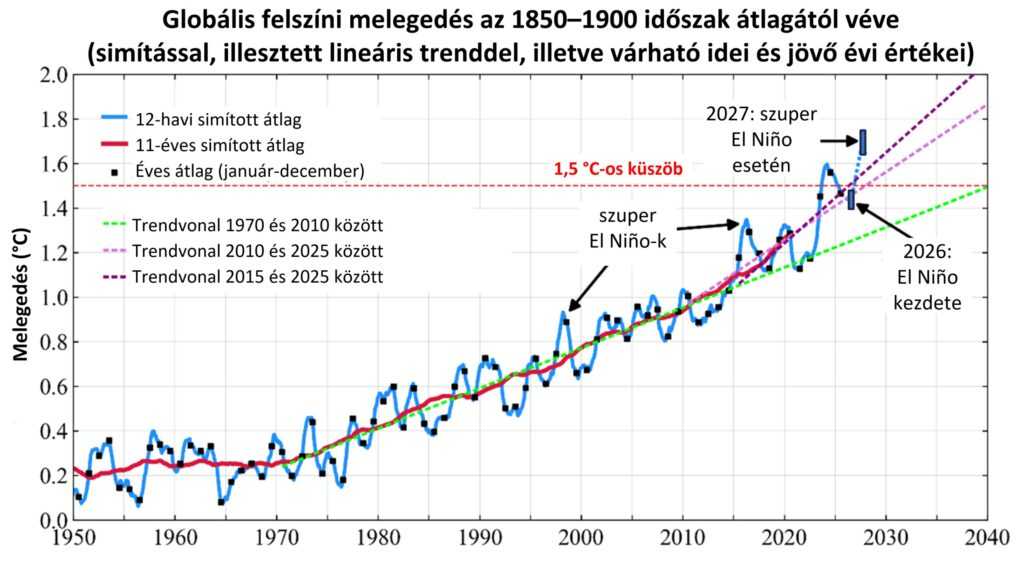 Globális felszíni melegedés az 1850–1900 időszak átlagától véve
(simítással, illesztett lineáris trenddel, illetve várható idei és jövő évi értékei)
Melegedés (°C)
2.0
1.8
1.6
1.4
1.2
1.0
0.8
0.6
0.4
0.2
0.0
12-havi simított átlag
11-éves simított átlag
Éves átlag (január-december)
1,5 °C-os küszöb
Trendvonal 1970 és 2010 között
Trendvonal 2010 és 2025 között
Trendvonal 2015 és 2025 között
szuper
El Niño-k
2027: szuper
El Niño
esetén
2026:
El Niño
kezdete
1950 1960 1970 1980 1990 2000 2010 2020 2030 2040